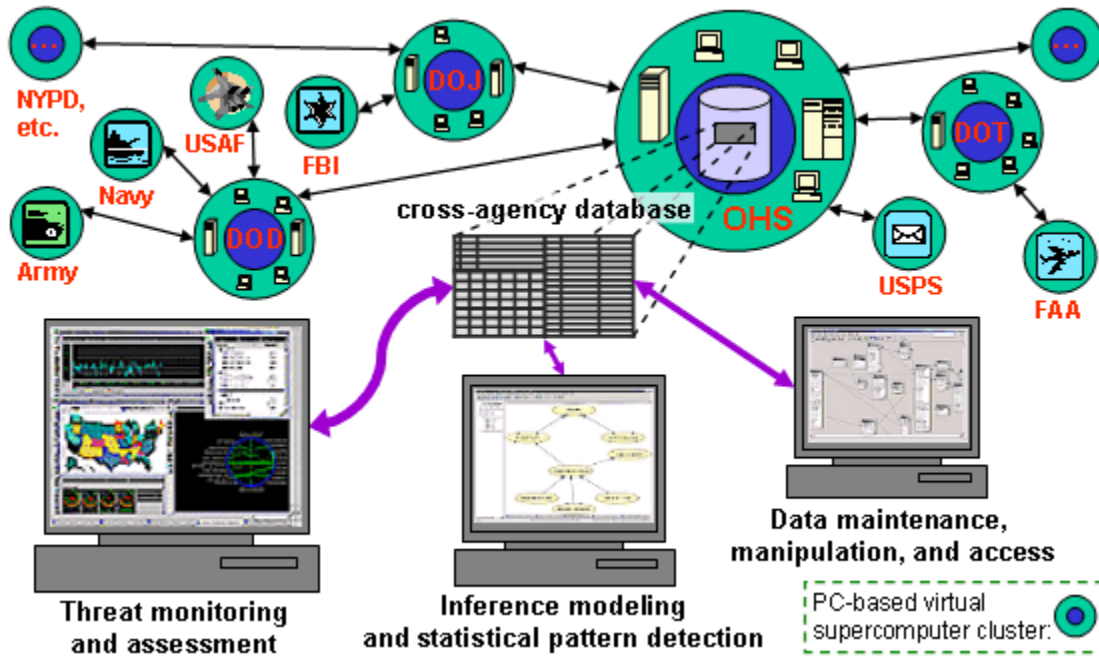 ...
...
DOJ
NYPD,
etc.
USAF
FBI
DOT
Navy
cross-agency database
OHS
DOD
Army
USPS
FAA
Data maintenance,
manipulation, and access
Threat monitoring
and assessment
Inference modeling
and statistical pattern detection
PC-based virtual
supercomputer cluster: